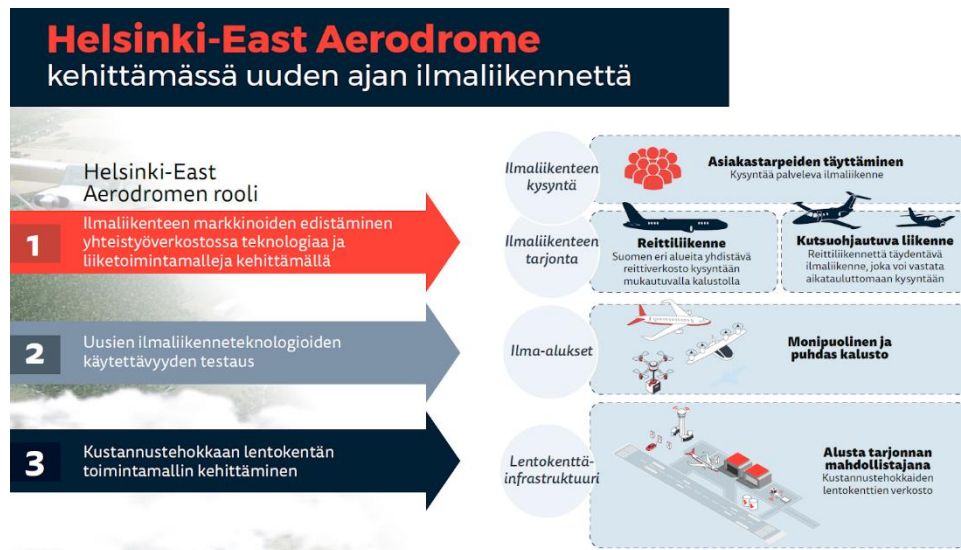 Helsinki-East Aerodrome
kehittämässä uuden ajan ilmaliikennettä
Helsinki-East
Aerodromen rooli
1
Ilmaliikenteen markkinoiden edistäminen
yhteistyöverkostossa teknologiaa ja
liiketoimintamalleja kehittämällä
2
Uusien ilmaliikenneteknologioiden
käytettävyyden testaus
3
Kustannustehokkaan lentokentän
toimintamallin kehittäminen
Ilmaliikenteen
kysyntä
Asiakastarpeiden täyttäminen
Kysyntää palveleva ilmaliikenne
Ilmaliikenteen
tarjonta
Reittiliikenne
Suomen eri alueita yhdistävä
reittiverkosto kysyntään
mukautuvalla kalustolla
Kutsuohjautuva liikenne
Reittiliikennettä täydentävä
ilmaliikenne, joka voi vastata
aikatauluttomaan kysyntään
Ilma-alukset
Monipuolinen ja
puhdas kalusto
Lentokenttä-
infrastruktuuri
Alusta tarjonnan
mahdollistajana
Kustannustehokkaiden
lentokenttien verkosto